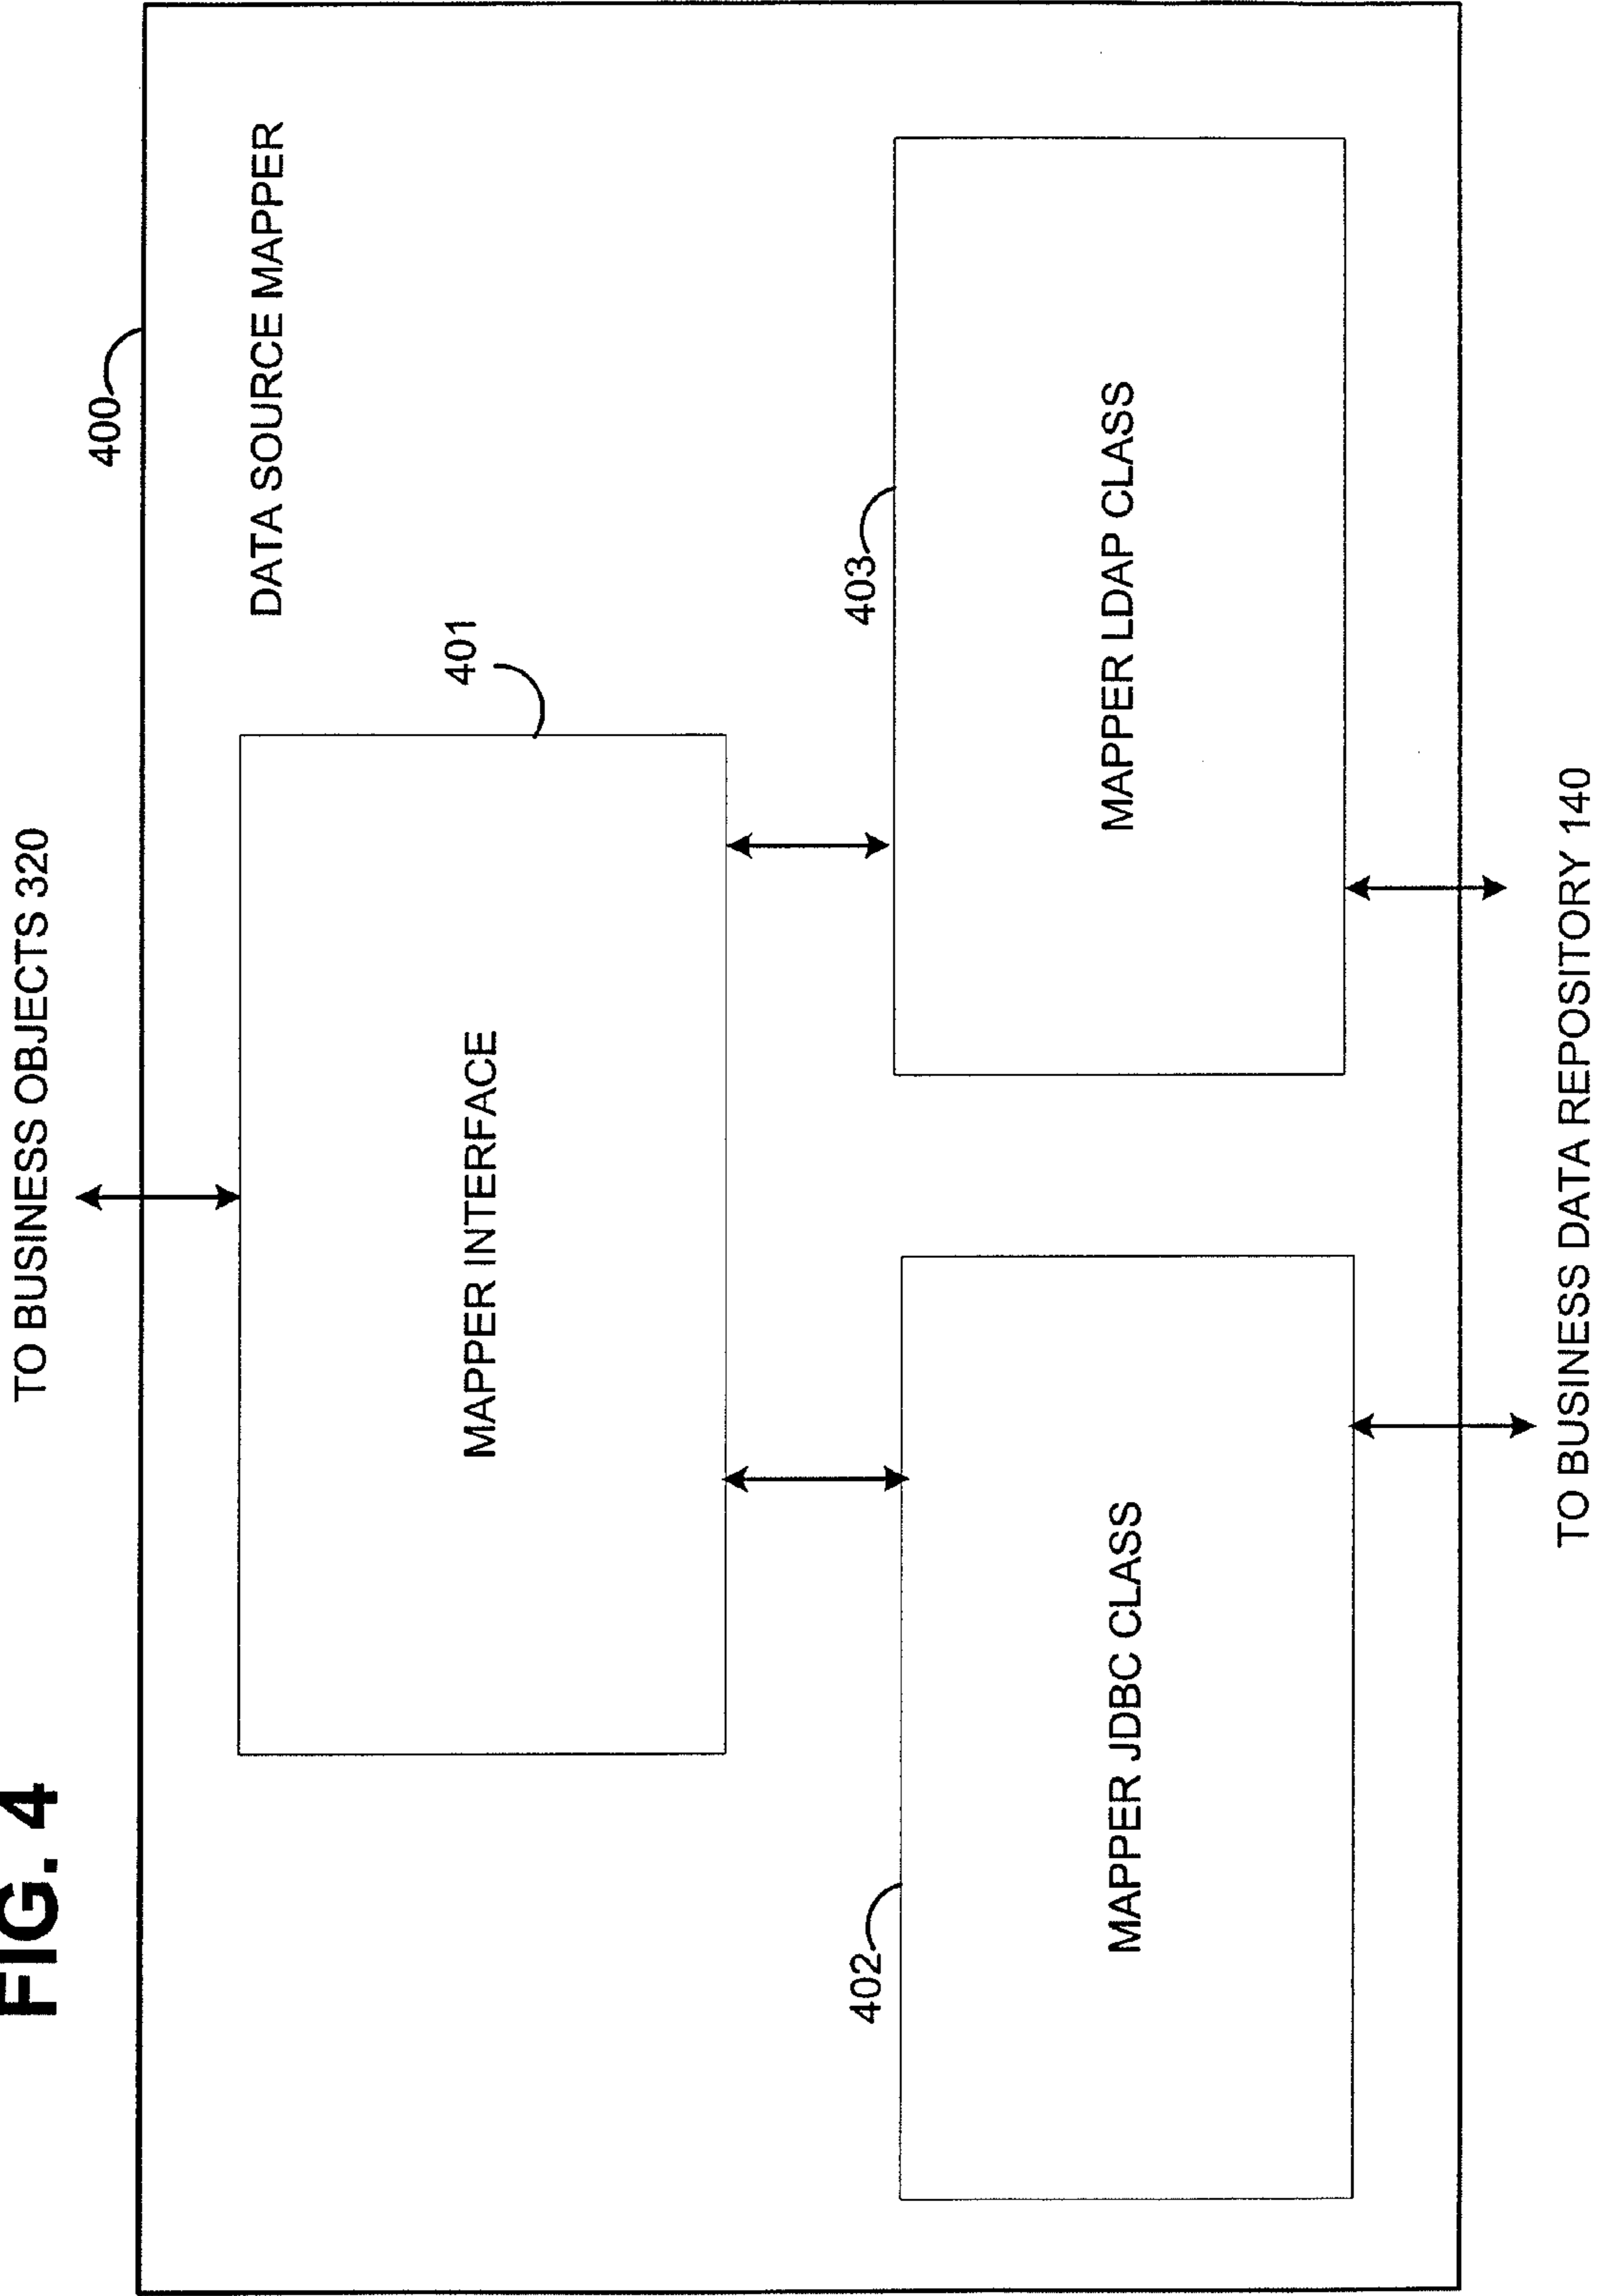 FIG. 4
TO BUSINESS OBJECTS 320
400
DATA SOURCE MAPPER
401
MAPPER INTERFACE
402
MAPPER JDBC CLASS
403
MAPPER LDAP CLASS
TO BUSINESS DATA REPOSITORY 140